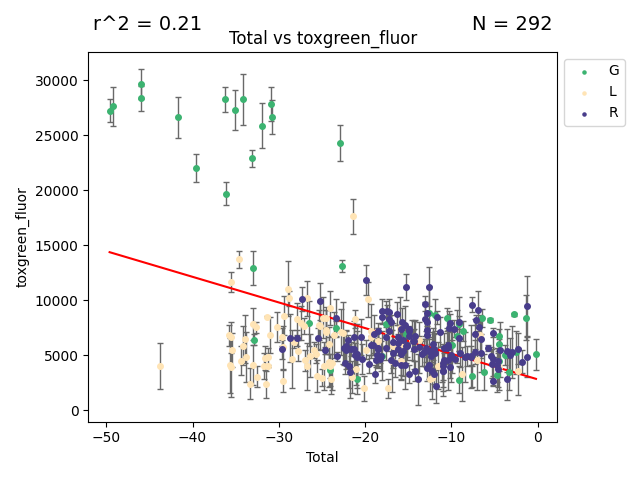 r^2 = 0.21
N = 292
Total vs toxgreen_fluor
G
L
R
30000
25000
20000
15000
10000
5000
0
toxgreen_fluor
−50
−40
−30
−20
−10
0
Total